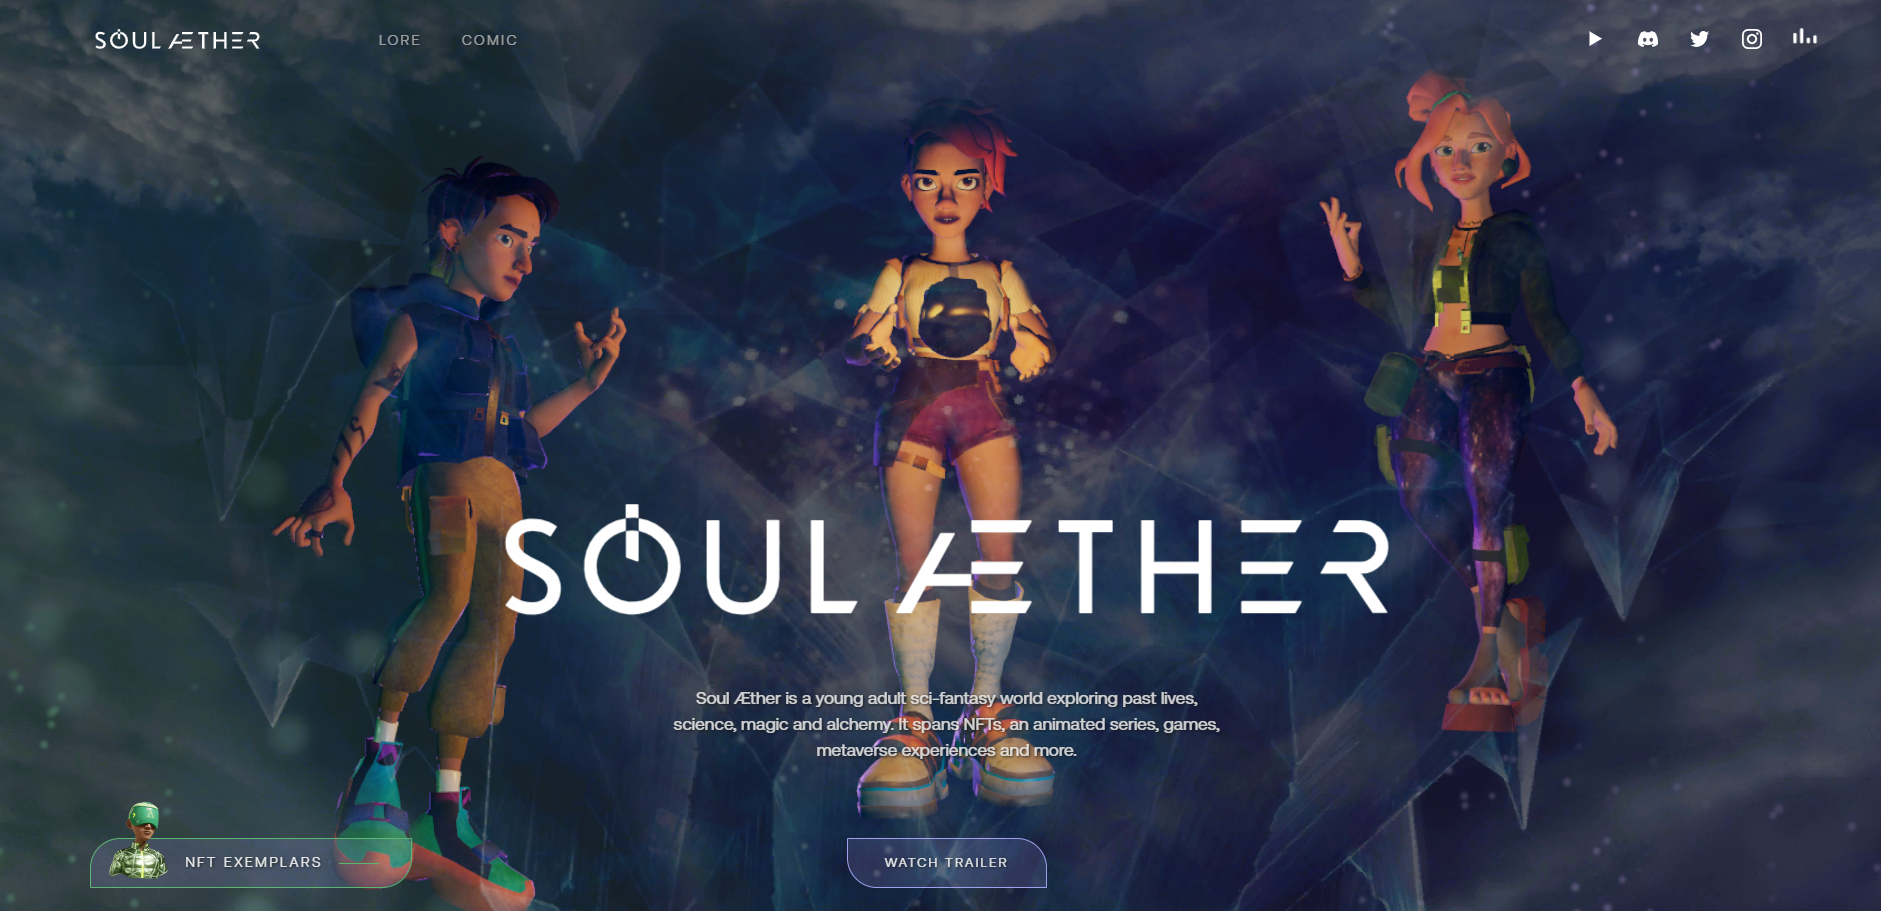 SOUL ÆTHER
LORE
COMIC
SOUL ÆTHER
Soul Æther is a young adult sci-fantasy world exploring past lives,
science, magic and alchemy. It spans NFTs, an animated series, games,
metaverse experiences and more.
NFT EXEMPLARS
WATCH TRAILER